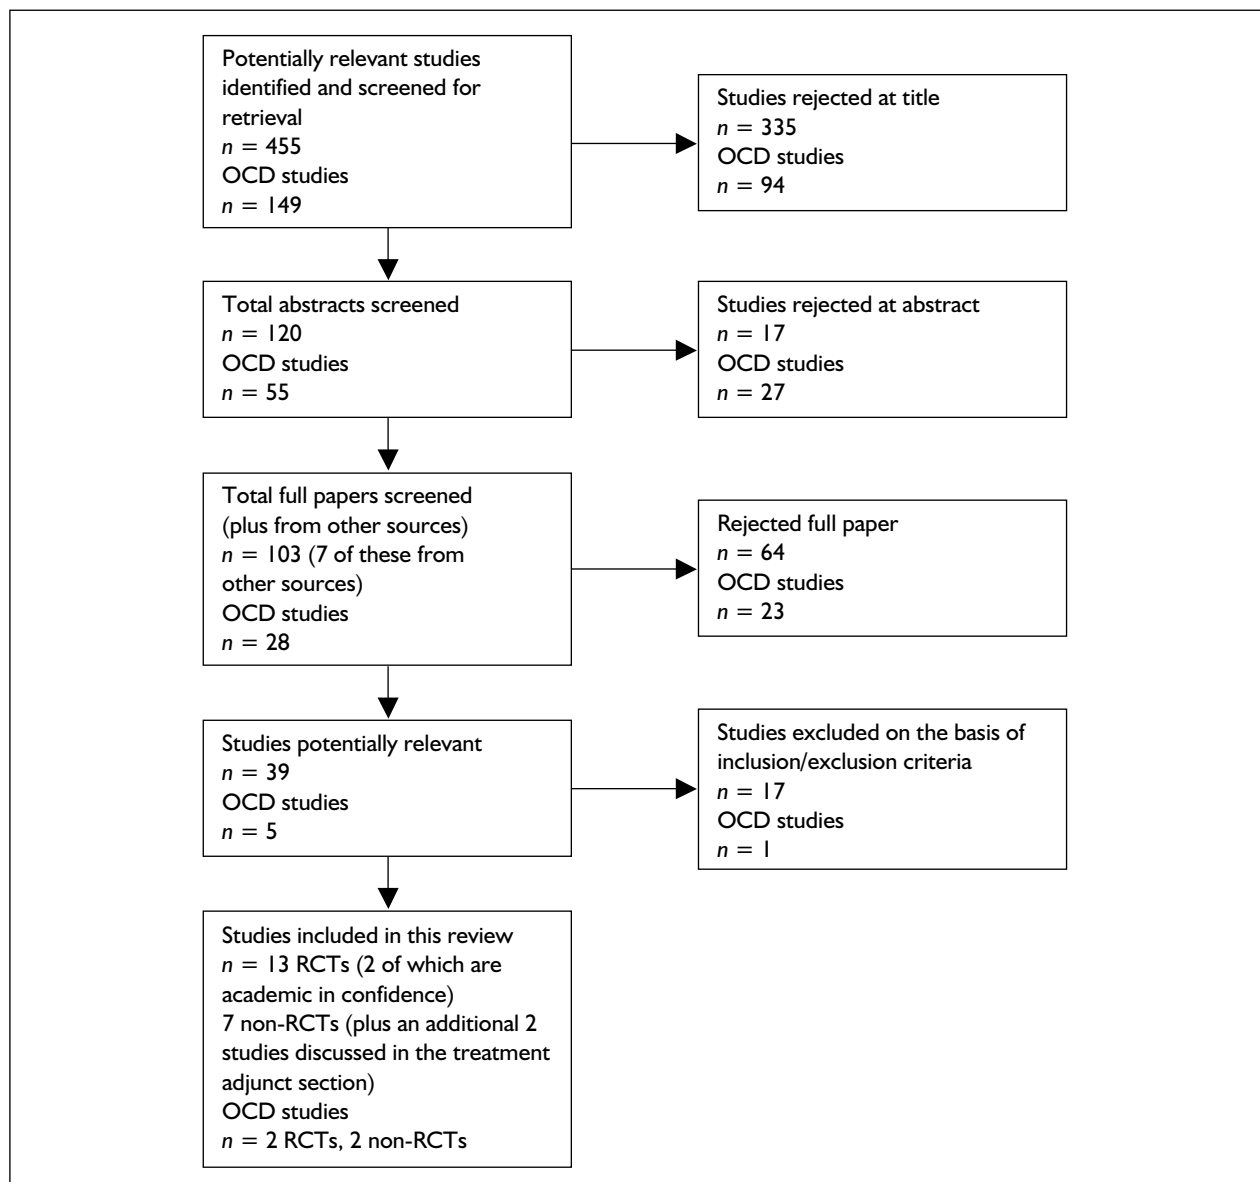 Potentially relevant studies
identified and screened for
retrieval
n = 455
OCD studies
n = 149
Studies rejected at title
n = 335
OCD studies
n = 94
Total abstracts screened
n = 120
OCD studies
n = 55
Studies rejected at abstract
n = 17
OCD studies
n = 27
Total full papers screened
(plus from other sources)
n = 103 (7 of these from
other sources)
OCD studies
n = 28
Rejected full paper
n = 64
OCD studies
n = 23
Studies potentially relevant
n = 39
OCD studies
n = 5
Studies excluded on the basis of
inclusion/exclusion criteria
n = 17
OCD studies
n = 1
Studies included in this review
n = 13 RCTs (2 of which are
academic in confidence)
7 non-RCTs (plus an additional 2
studies discussed in the treatment
adjunct section)
OCD studies
n = 2 RCTs, 2 non-RCTs